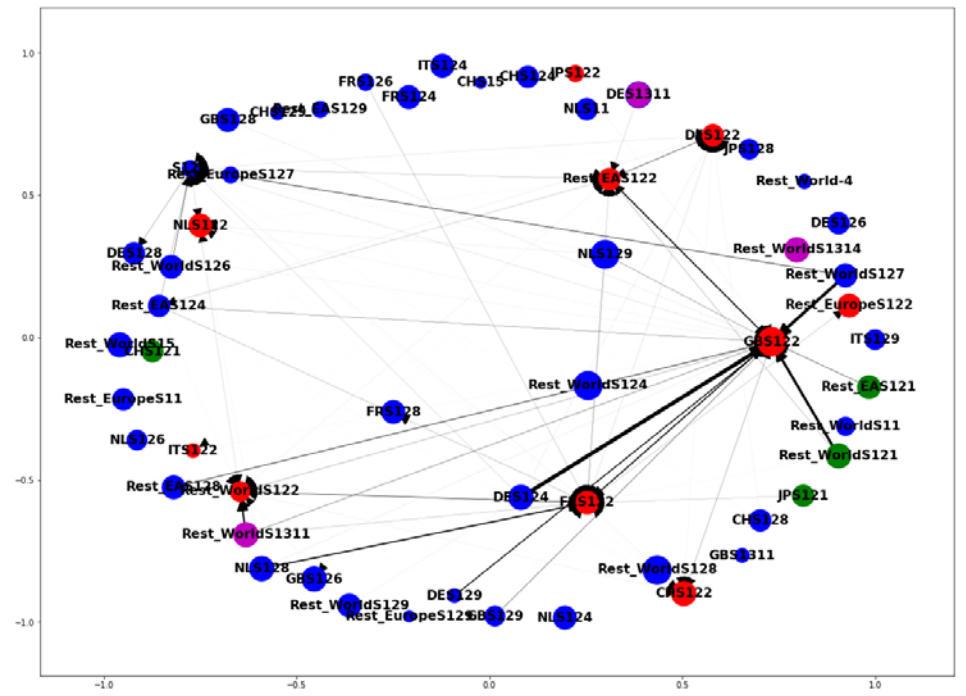 1.0
ITS124
JPS122
CHS124
FRS126
CHS15
FRS124
DES1311
Rest_EAS129
NLS11
GBS128
JPS128
Rest_EuropeS127
Rest_EAS122
Rest_World-4
0.5
NLS122
DES126
Rest_WorldS1314
DES128
NLS129
Rest_WorldS126
Rest_WorldS127
Rest_EAS124
Rest_EuropeS122
0.0
Rest_WorldS15
GBS122
ITS129
CHS121
Rest_WorldS124
Rest_EAS121
Rest_EuropeS11
FRS128
Rest_WorldS11
NLS126
ITS122
Rest_WorldS121
−0.5
Rest_EAS128
Rest_WorldS122
DES124
JPS121
CHS128
Rest_WorldS1311
GBS1311
NLS128
Rest_WorldS128
GBS126
CHS122
DES129
Rest_WorldS129
Rest_EuropeS129
GBS129
NLS124
−1.0
−1.0
−0.5
0.0
0.5
1.0